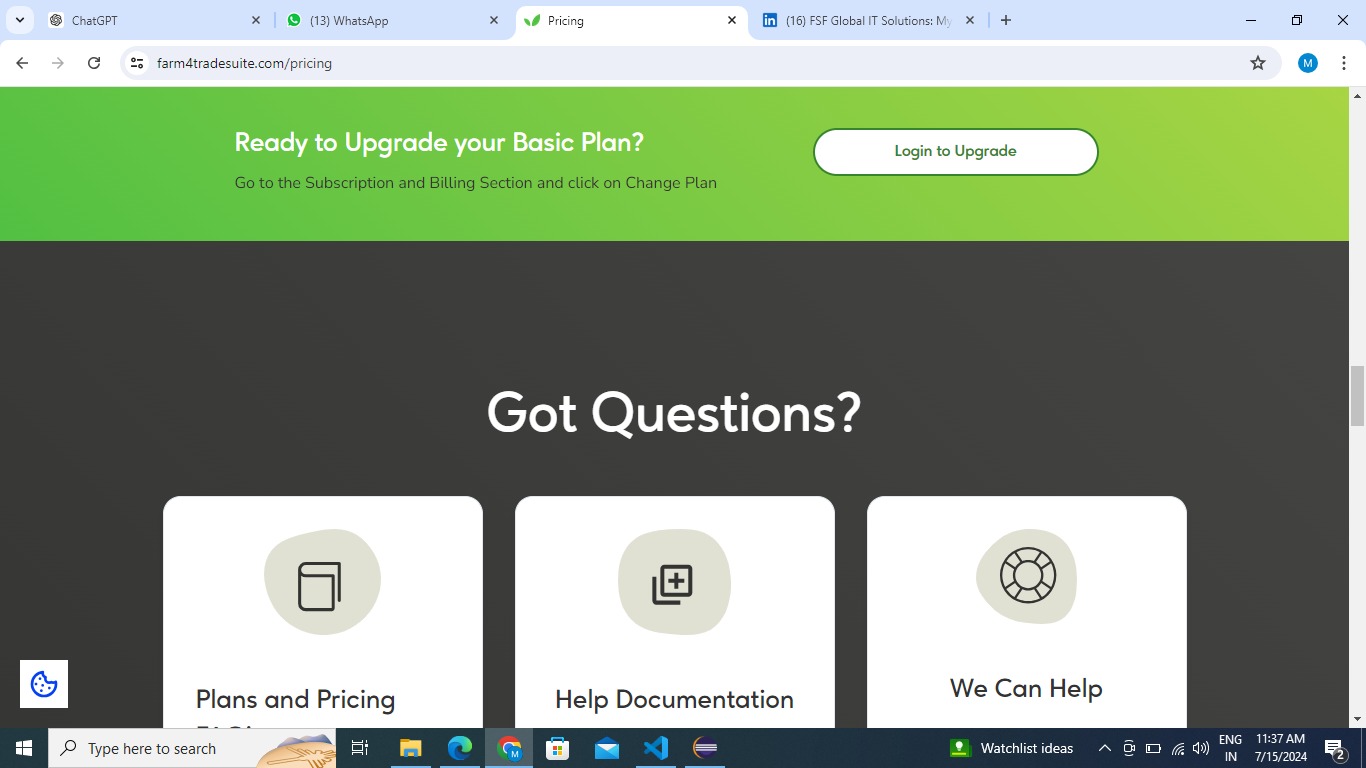 ChatGPT
(13) WhatsApp
Pricing
(16) FSF Global IT Solutions: My
farm4tradesuite.com/pricing
M
Ready to Upgrade your Basic Plan?
Login to Upgrade
Go to the Subscription and Billing Section and click on Change Plan
Got Questions?
Plans and Pricing
Help Documentation
We Can Help
Type here to search
Watchlist ideas
ENG
IN
11:37 AM
7/15/2024
2